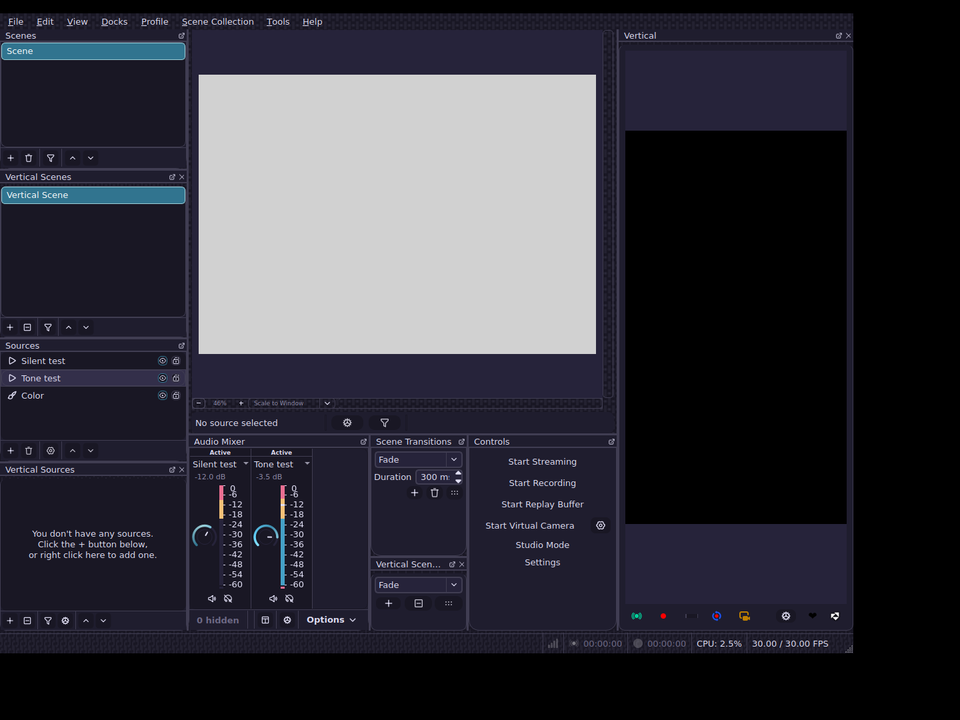 File Edit View Docks Profile Scene Collection Tools Help
Scenes
Scene
Vertical Scenes
Vertical Scene
Sources
Silent test
Tone test
Color
Vertical Sources
You don't have any sources.
Click the + button below,
or right click here to add one.
46% Scale to Window
No source selected
Audio Mixer
Active Active
Silent test Tone test
-12.0 dB -3.5 dB
0 0
-6 -6
-12 -12
-18 -18
-24 -24
-30 -30
-36 -36
-42 -42
-48 -48
-54 -54
-60 -60
0 hidden Options
Scene Transitions
Fade
Duration 300 m
Vertical Scen...
Fade
Controls
Start Streaming
Start Recording
Start Replay Buffer
Start Virtual Camera
Studio Mode
Settings
Vertical
00:00:00 00:00:00 CPU: 2.5% 30.00 / 30.00 FPS